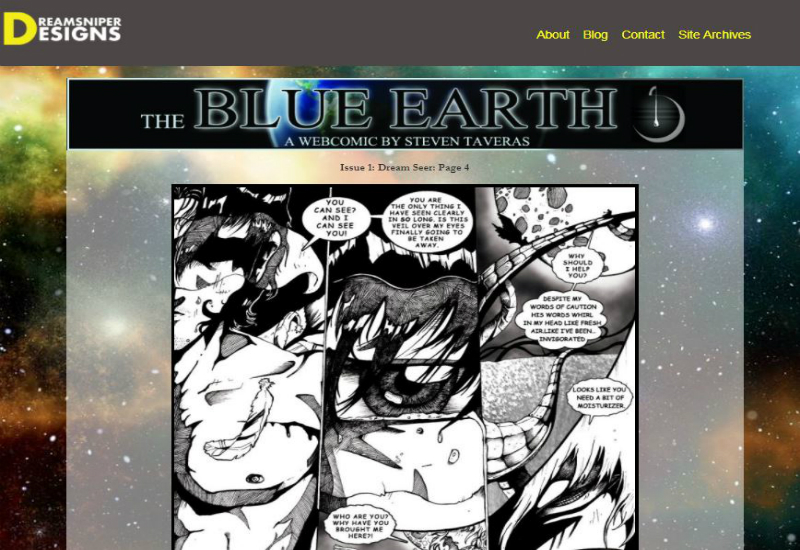 DREAMSNIPER
DESIGNS
About Blog Contact Site Archives
THE BLUE EARTH
A WEBCOMIC BY STEVEN TAVERAS
Issue 1: Dream Seer: Page 4
YOU
CAN SEE?
AND I
CAN SEE
YOU!
YOU ARE
THE ONLY THING I
HAVE SEEN CLEARLY
IN SO LONG. IS THIS
VEIL OVER MY EYES
FINALLY GOING TO
BE TAKEN
AWAY.
WHY
SHOULD
I HELP
YOU?
DESPITE MY
WORDS OF CAUTION
HIS WORDS WHIRL
IN MY HEAD LIKE FRESH
AIR.LIKE I'VE BEEN..
INVIGORATED
LOOKS LIKE YOU
NEED A BIT OF
MOISTURIZER.
WHO ARE YOU?
WHY HAVE YOU
BROUGHT ME
HERE?!